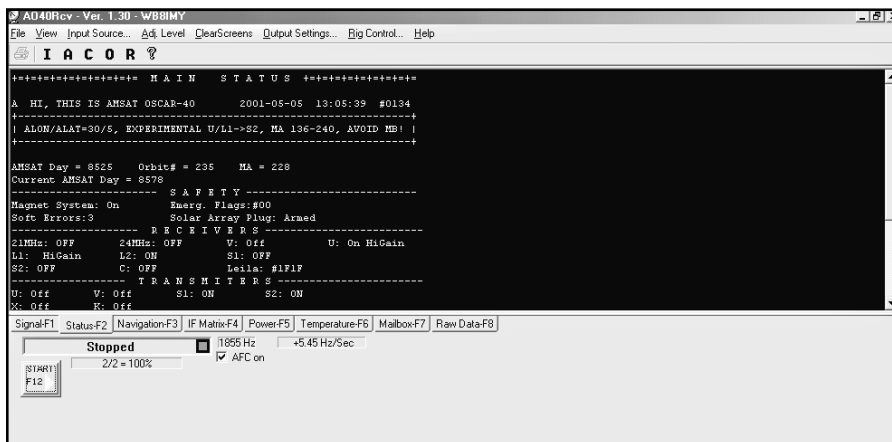 AO40Rcv - Ver. 1.30 - WB8IMY
File View Input Source... Adj. Level ClearScreens Output Settings... Rig Control... Help
I A C O R ?
+=+=+=+=+=+=+=+=+=+= M A I N S T A T U S +=+=+=+=+=+=+=+=+=
A HI, THIS IS AMSAT OSCAR-40 2001-05-05 13:05:39 #0134
+--------------------------------------------------------------+
| ALON/ALAT=30/5, EXPERIMENTAL U/L1->S2, MA 136-240, AVOID MB! |
+--------------------------------------------------------------+
AMSAT Day = 8525 Orbit# = 235 MA = 228
Current AMSAT Day = 8578
----------------------- S A F E T Y ---------------------------
Magnet System: On Emerg. Flags:#00
Soft Errors:3 Solar Array Plug: Armed
-------------------- R E C E I V E R S ------------------------
21MHz: OFF 24MHz: OFF V: Off U: On HiGain
L1: HiGain L2: ON S1: OFF
S2: OFF C: OFF Leila: #1F1F
------------------ T R A N S M I T E R S ----------------------
U: Off V: Off S1: ON S2: ON
X: Off K: Off
Signal-F1 Status-F2 Navigation-F3 IF Matrix-F4 Power-F5 Temperature-F6 Mailbox-F7 Raw Data-F8
Stopped 1855 Hz +5.45 Hz/Sec
2/2 = 100% AFC on
START
F12